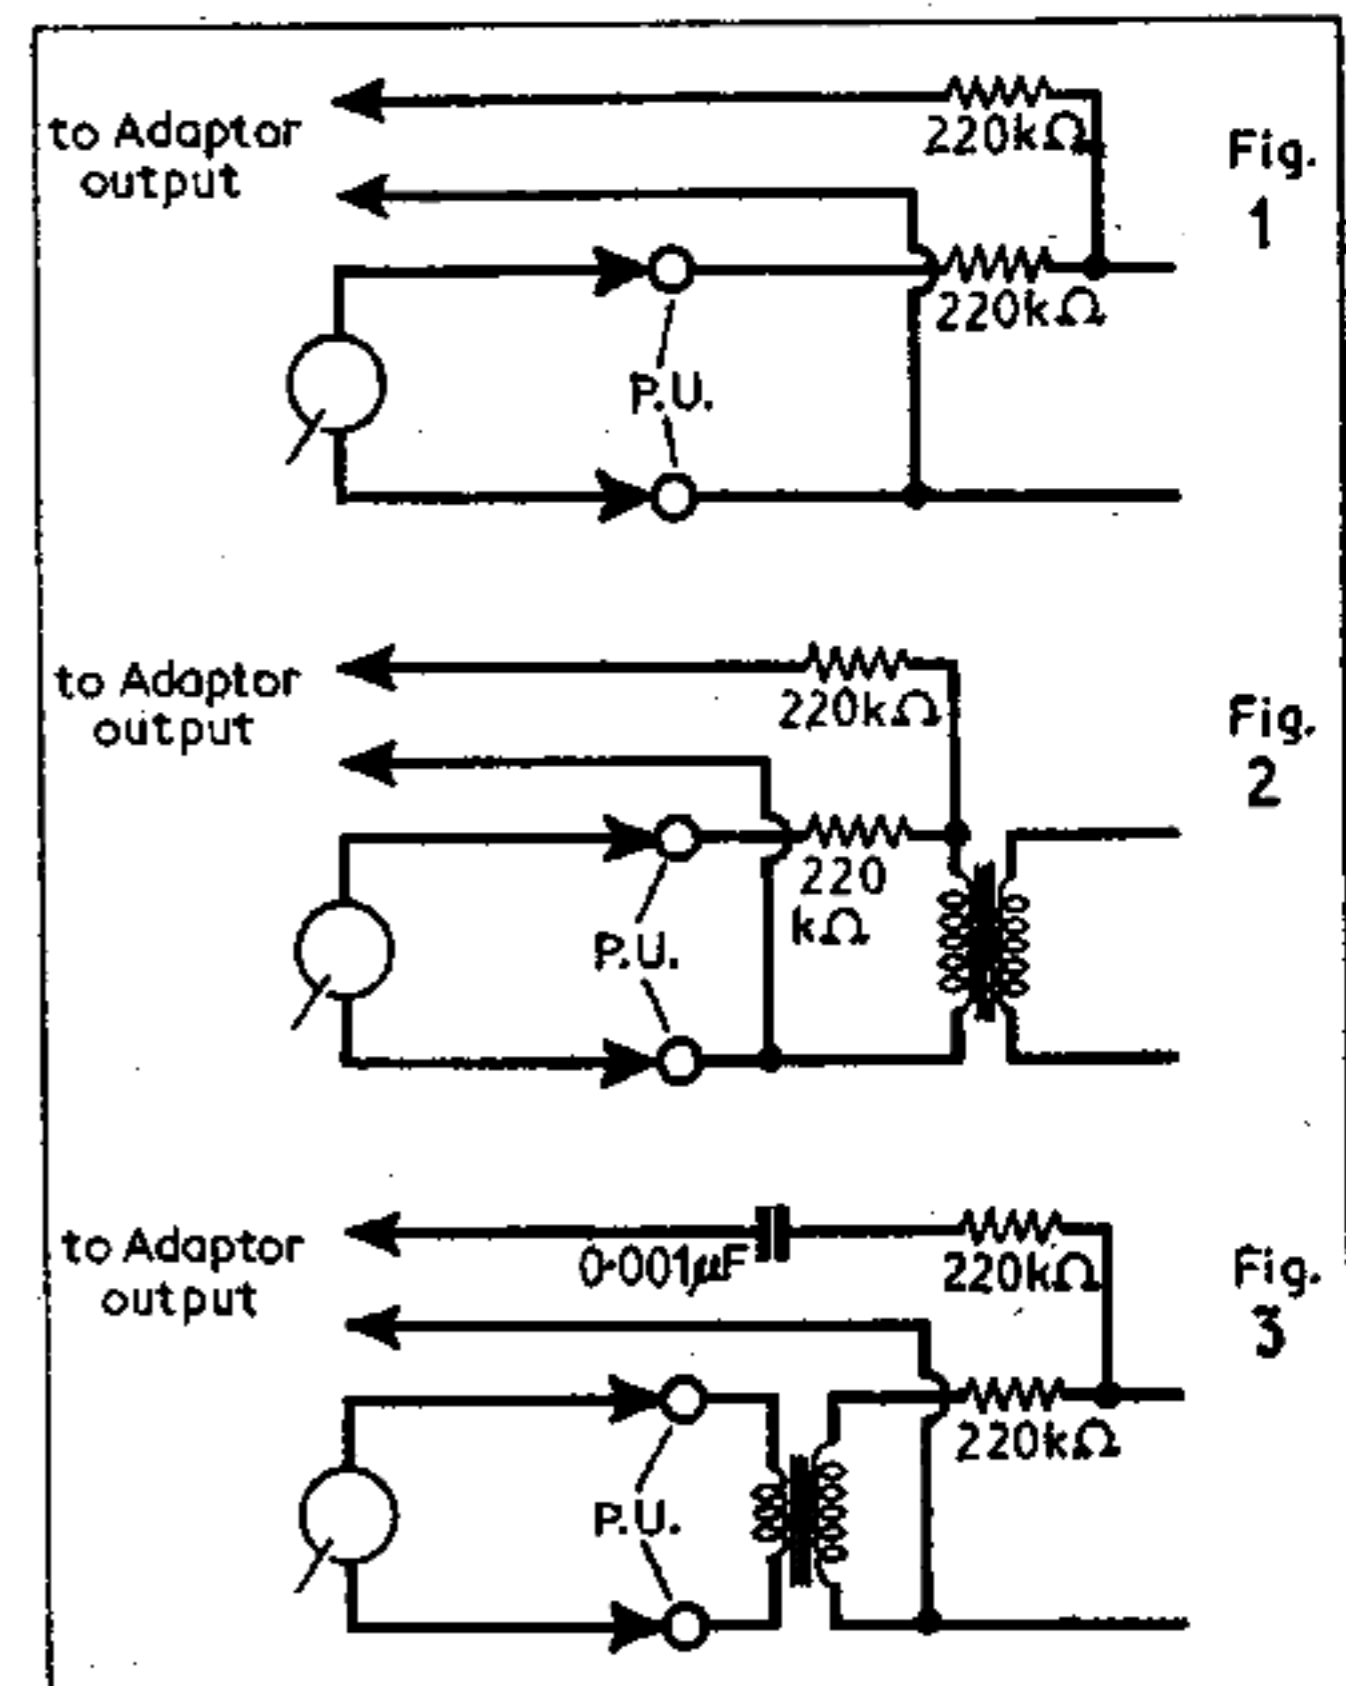 220kΩ
to Adaptor
output
Fig.
1
220kΩ
P.U.
to Adaptor
output
220kΩ
Fig.
2
220
kΩ
P.U.
to Adaptor
output
0·001μF
220kΩ
Fig.
3
220kΩ
P.U.